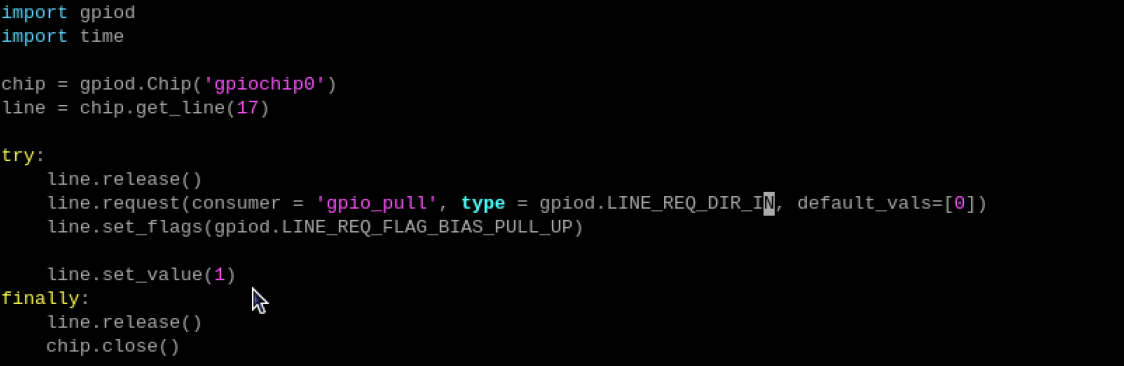 import gpiod
import time

chip = gpiod.Chip('gpiochip0')
line = chip.get_line(17)

try:
    line.release()
    line.request(consumer = 'gpio_pull', type = gpiod.LINE_REQ_DIR_IN, default_vals=[0])
    line.set_flags(gpiod.LINE_REQ_FLAG_BIAS_PULL_UP)

    line.set_value(1)
finally:
    line.release()
    chip.close()